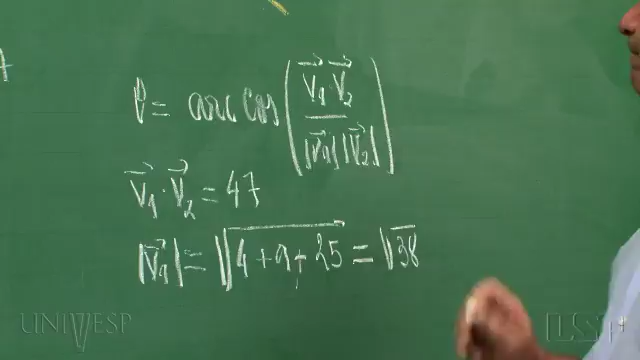 φ = arc cos ( V₁⃗ · V₂⃗ / |V₁⃗| |V₂⃗| )
V₁⃗ · V₂⃗ = 47
|V₁⃗| = √4 + 9 + 25 = √38
UNIVESP